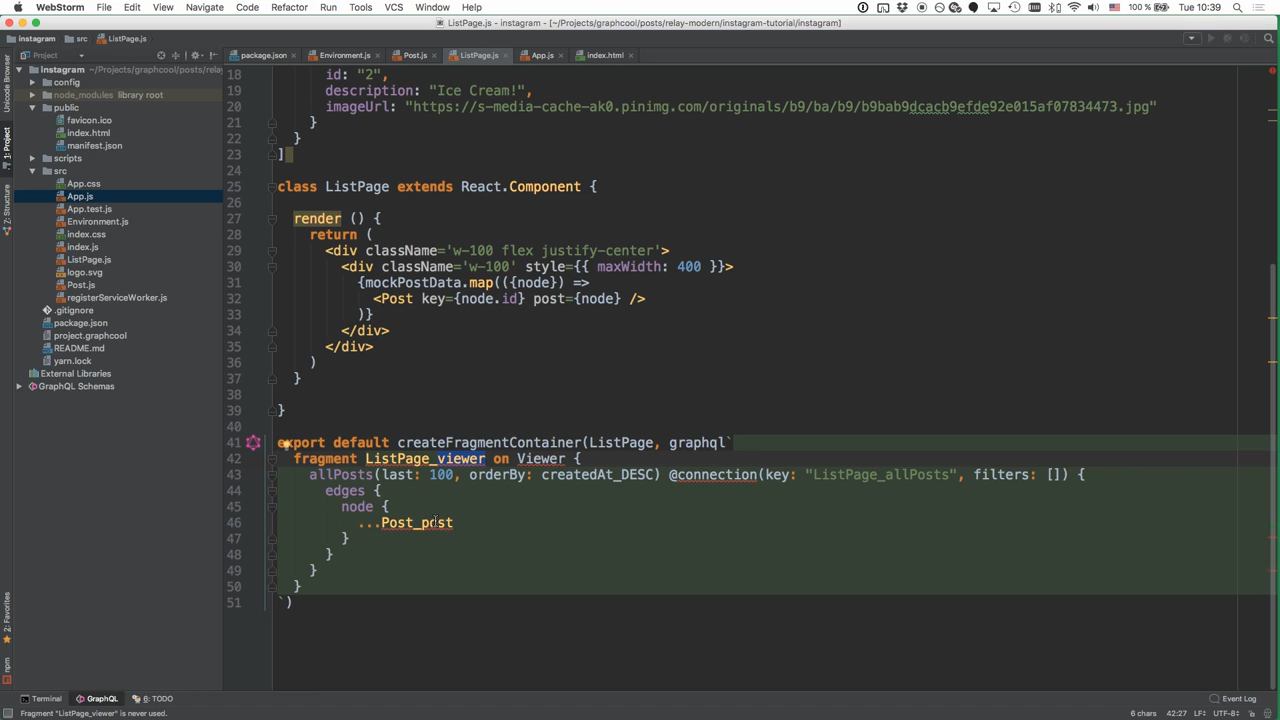 WebStorm File Edit View Navigate Code Refactor Run Tools VCS Window Help 100 % Tue 10:39
ListPage.js - instagram - [~/Projects/graphcool/posts/relay-modern/instagram-tutorial/instagram]
instagram src ListPage.js
Project
package.json Environment.js Post.js ListPage.js App.js index.html
Unicode Browser
1: Project
7: Structure
2: Favorites
npm
Instagram ~/Projects/graphcool/posts/relay
config
node_modules library root
public
favicon.ico
index.html
manifest.json
scripts
src
App.css
App.js
App.test.js
Environment.js
index.css
index.js
ListPage.js
logo.svg
Post.js
registerServiceWorker.js
.gitignore
package.json
project.graphcool
README.md
yarn.lock
External Libraries
GraphQL Schemas
18 id: "2",
19 description: "Ice Cream!",
20 imageUrl: "https://s-media-cache-ak0.pinimg.com/originals/b9/ba/b9/b9bab9dcacb9efde92e015af07834473.jpg"
21 }
22 }
23 ]
24
25 class ListPage extends React.Component {
26
27 render () {
28 return (
29 <div className='w-100 flex justify-center'>
30 <div className='w-100' style={{ maxWidth: 400 }}>
31 {mockPostData.map(({node}) =>
32 <Post key={node.id} post={node} />
33 )}
34 </div>
35 </div>
36 )
37 }
38
39 }
40
41 export default createFragmentContainer(ListPage, graphql`
42 fragment ListPage_viewer on Viewer {
43 allPosts(last: 100, orderBy: createdAt_DESC) @connection(key: "ListPage_allPosts", filters: []) {
44 edges {
45 node {
46 ...Post_post
47 }
48 }
49 }
50 }
51 `)
Terminal GraphQL 6: TODO Event Log
Fragment "ListPage_viewer" is never used. 6 chars 42:27 LF UTF-8